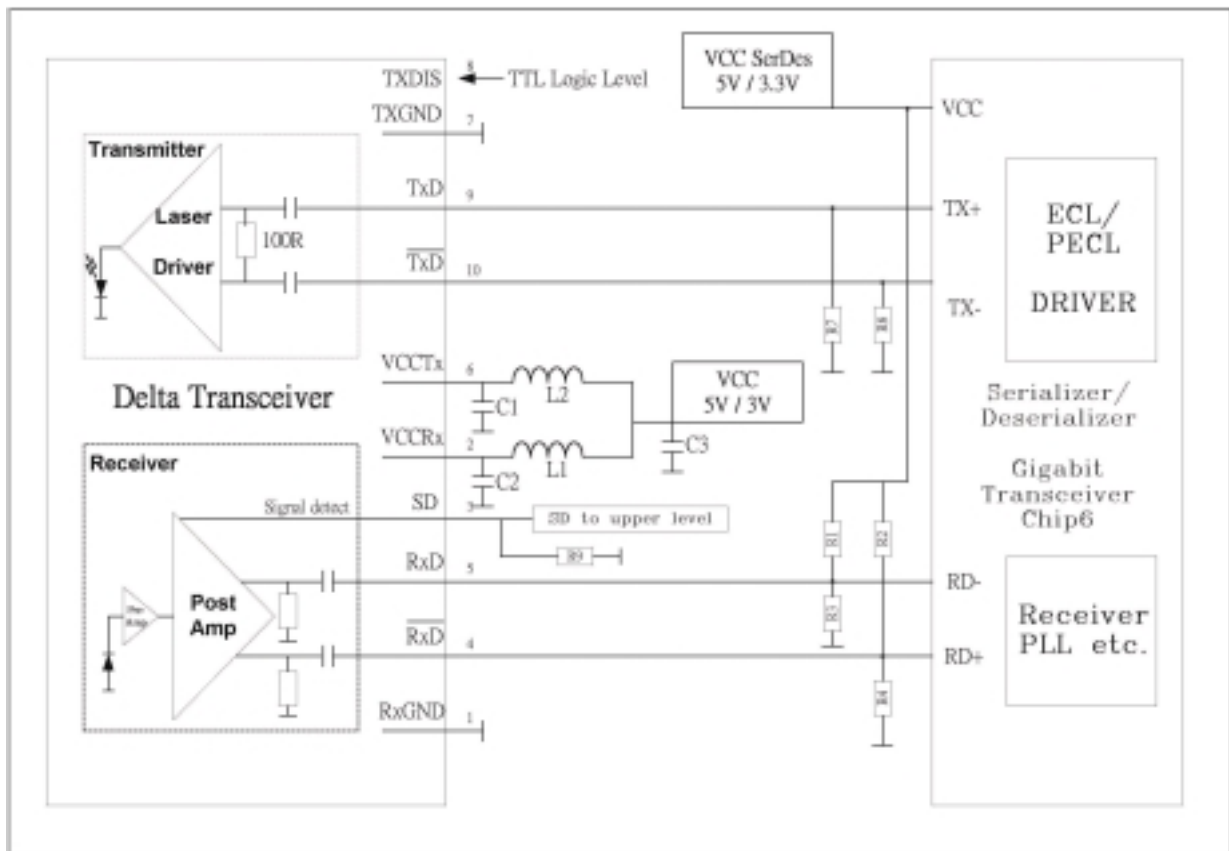 TXDIS
8
TTL Logic Level
VCC SerDes
5V / 3.3V
VCC
TXGND
7
Transmitter
Laser
Driver
100R
TxD
9
TX+
TxD
10
TX-
ECL/
PECL
DRIVER
R7
R8
VCCTx
6
L2
C1
VCC
5V / 3V
C3
Delta Transceiver
VCCRx
2
L1
C2
Serializer/
Deserializer
Gigabit
Transceiver
Chip6
Receiver
Signal detect
SD
3
SD to upper level
R9
R1
R2
RxD
5
RD-
Post
Amp
R3
RxD
4
RD+
Receiver
PLL etc.
R4
RxGND
1